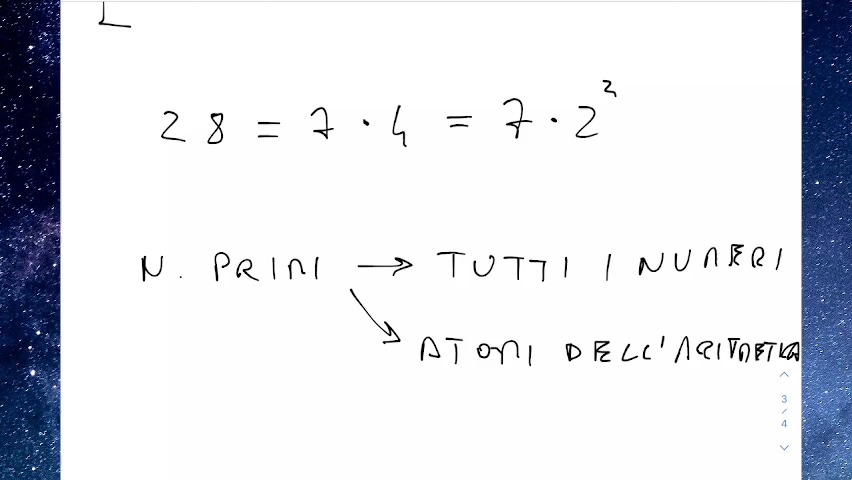 28 = 7 · 4 = 7 · 2²
N. PRIMI → TUTTI I NUMERI
ATOMI DELL'ARITMETICA
3
/
4